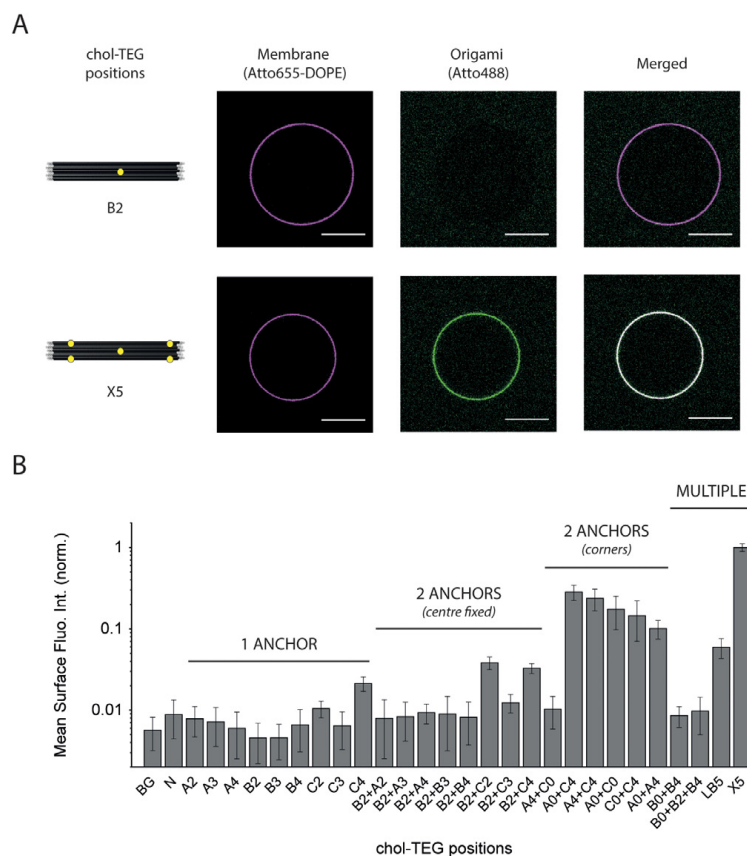 A
chol-TEG
positions
Membrane
(Atto655-DOPE)
Origami
(Atto488)
Merged
B2
X5
B
MULTIPLE
2 ANCHORS
(corners)
2 ANCHORS
(centre fixed)
1 ANCHOR
Mean Surface Fluo. Int. (norm.)
1
0.1
0.01
BG
N
A2
A3
A4
B2
B3
B4
C2
C3
C4
B2+A2
B2+A3
B2+A4
B2+B3
B2+B4
B2+C2
B2+C3
B2+C4
A4+C0
A0+C4
A4+C4
A0+C0
C0+C4
A0+A4
B0+B4
B0+B2+B4
LB5
X5
chol-TEG positions